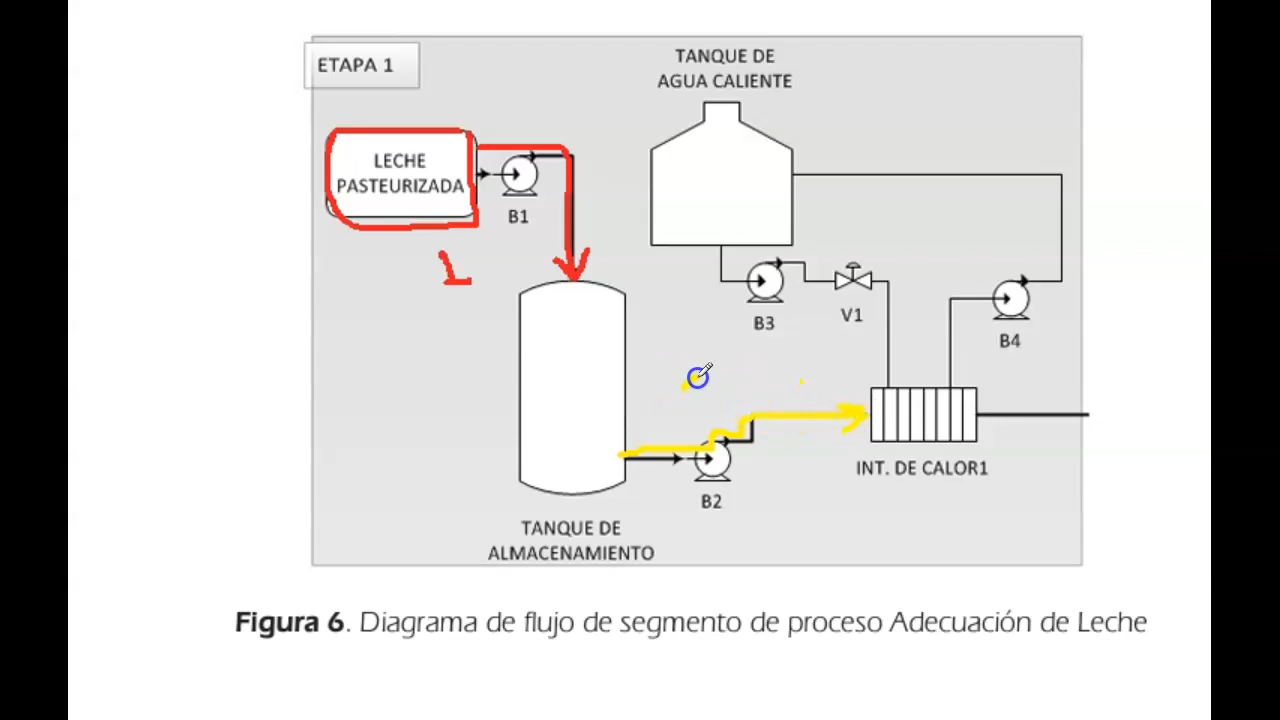 ETAPA 1
TANQUE DE
AGUA CALIENTE
LECHE
PASTEURIZADA
B1
B3
V1
B4
INT. DE CALOR1
B2
TANQUE DE
ALMACENAMIENTO
Figura 6. Diagrama de flujo de segmento de proceso Adecuación de Leche